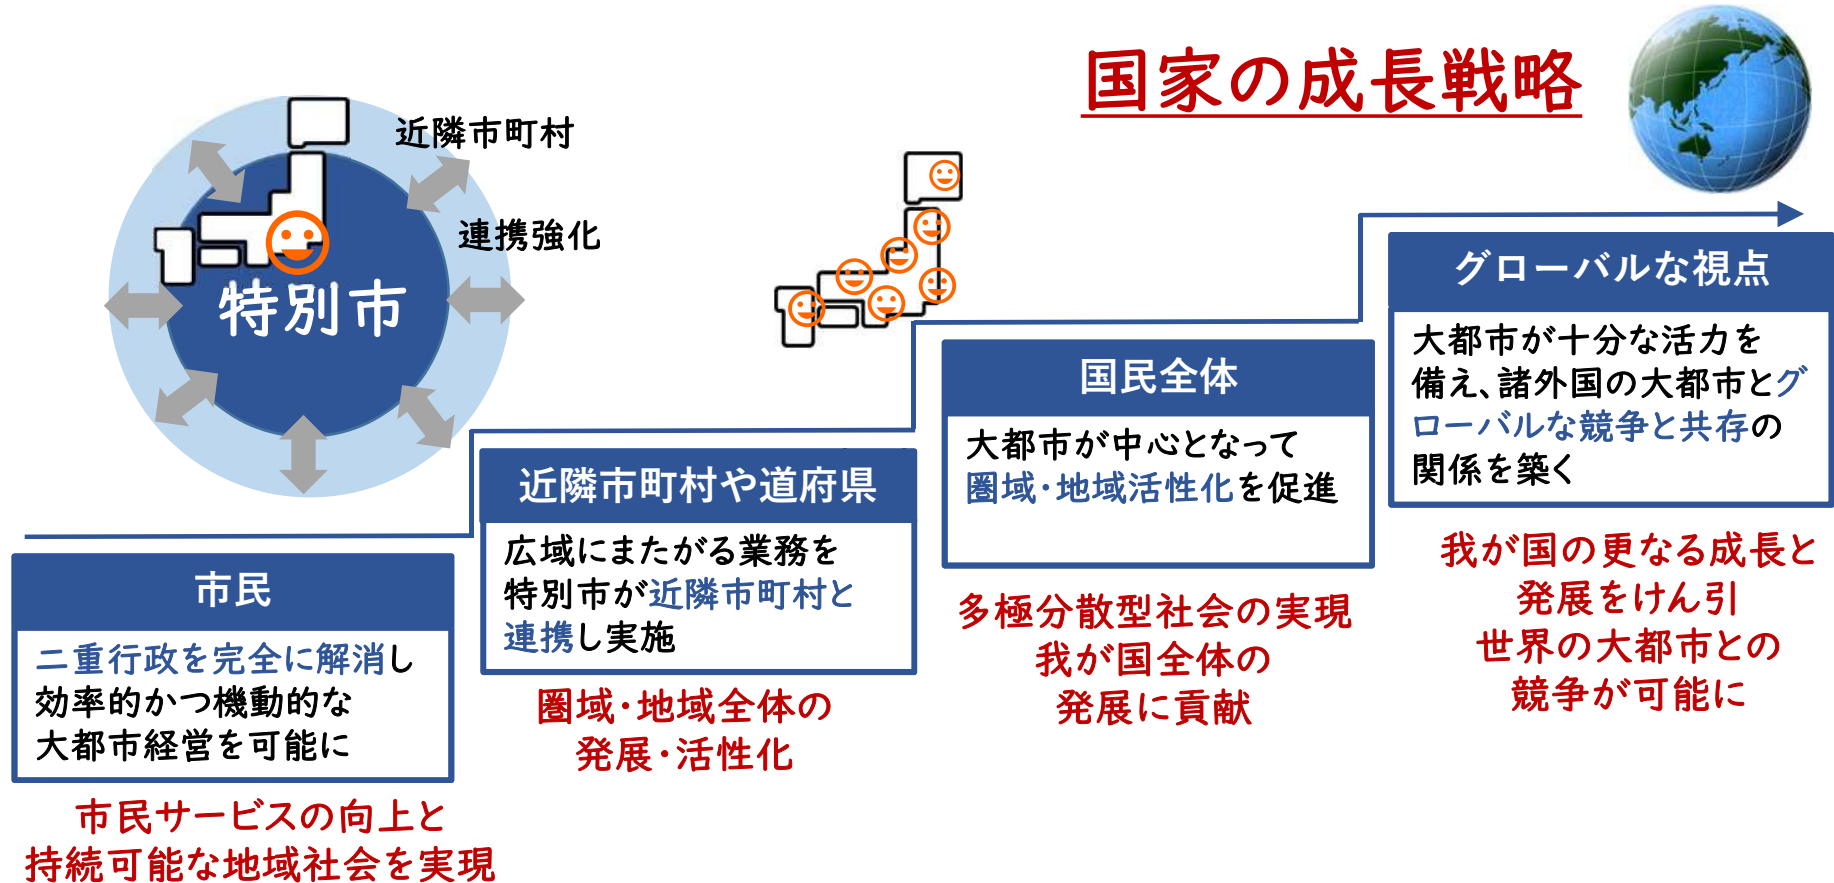 国家の成長戦略
近隣市町村
連携強化
特別市
市民
二重行政を完全に解消し
効率的かつ機動的な
大都市経営を可能に
市民サービスの向上と
持続可能な地域社会を実現
近隣市町村や道府県
広域にまたがる業務を
特別市が近隣市町村と
連携し実施
圏域・地域全体の
発展・活性化
国民全体
大都市が中心となって
圏域・地域活性化を促進
多極分散型社会の実現
我が国全体の
発展に貢献
グローバルな視点
大都市が十分な活力を
備え、諸外国の大都市とグ
ローバルな競争と共存の
関係を築く
我が国の更なる成長と
発展をけん引
世界の大都市との
競争が可能に